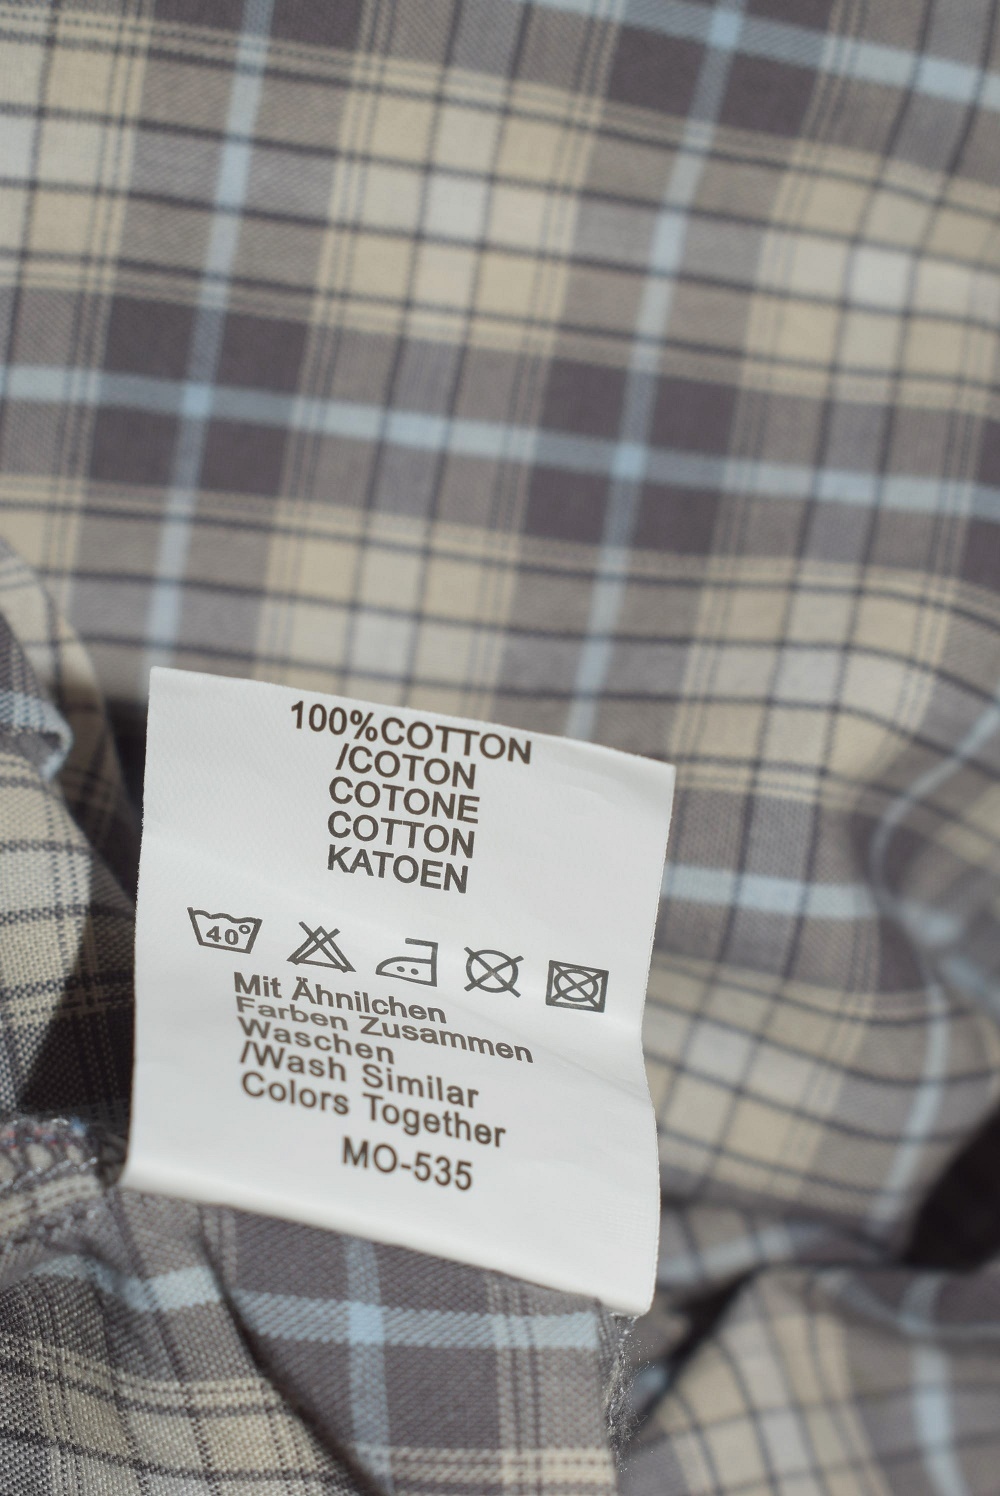 100%COTTON
/COTON
COTONE
COTTON
KATOEN
40°
Mit Ähnilchen
Farben Zusammen
Waschen
/Wash Similar
Colors Together
MO-535